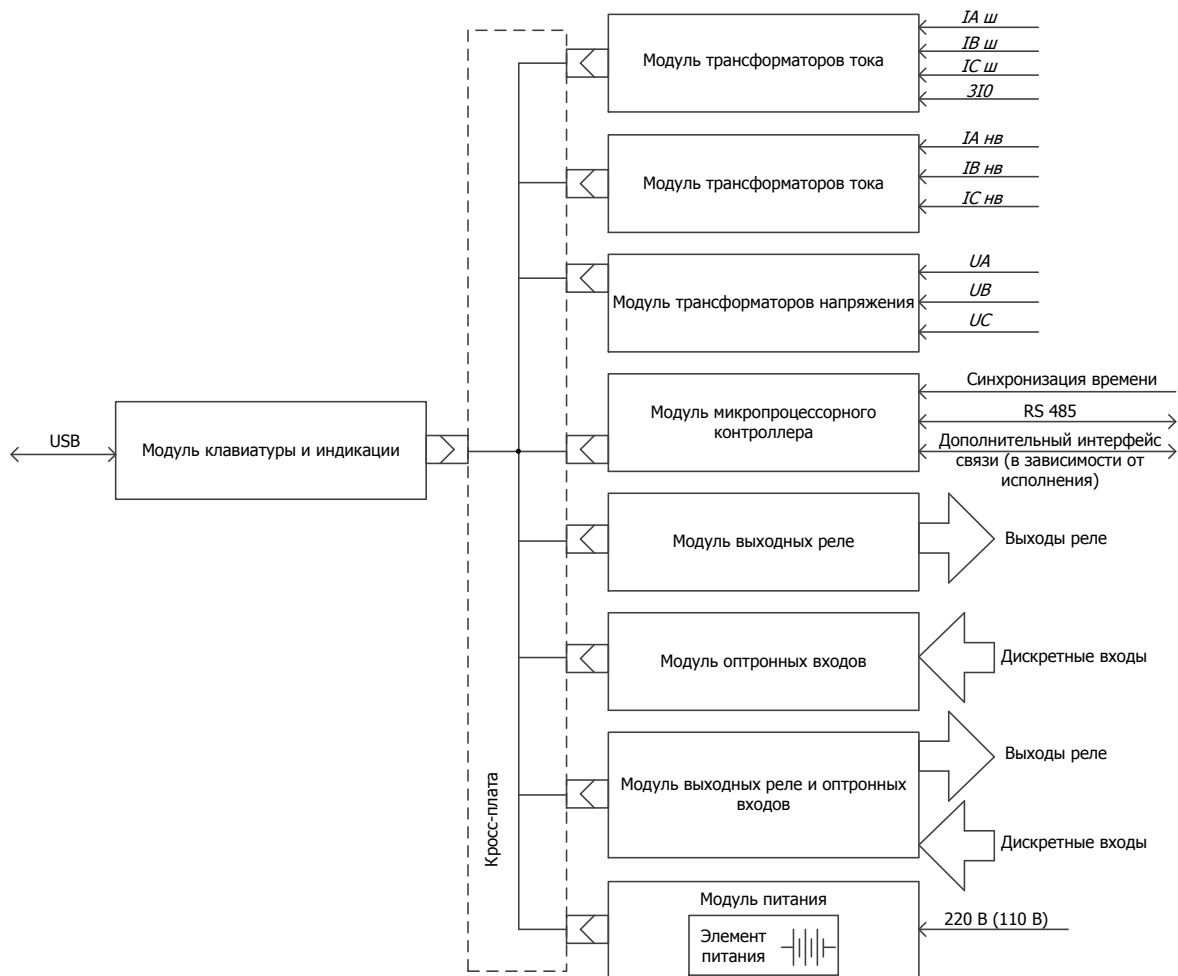 IA ш
IB ш
IC ш
3I0
Модуль трансформаторов тока
IA нв
IB нв
IC нв
Модуль трансформаторов тока
UA
UB
UC
Модуль трансформаторов напряжения
Синхронизация времени
RS 485
Дополнительный интерфейс
связи (в зависимости от
исполнения)
Модуль микропроцессорного
контроллера
USB
Модуль клавиатуры и индикации
Модуль выходных реле
Выходы реле
Модуль оптронных входов
Дискретные входы
Модуль выходных реле и оптронных
входов
Выходы реле
Дискретные входы
Кросс-плата
Модуль питания
Элемент
питания
220 В (110 В)